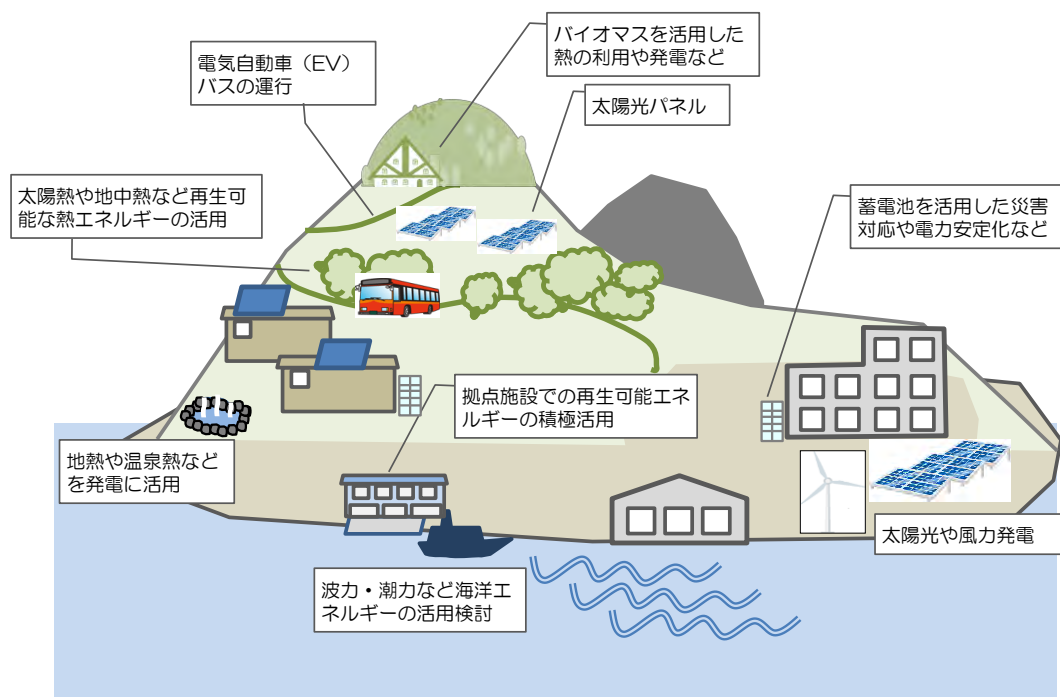 バイオマスを活用した
熱の利用や発電など
電気自動車（EV）
バスの運行
太陽光パネル
太陽熱や地中熱など再生可
能な熱エネルギーの活用
蓄電池を活用した災害
対応や電力安定化など
拠点施設での再生可能エネ
ルギーの積極活用
地熱や温泉熱など
を発電に活用
太陽光や風力発電
波力・潮力など海洋エ
ネルギーの活用検討